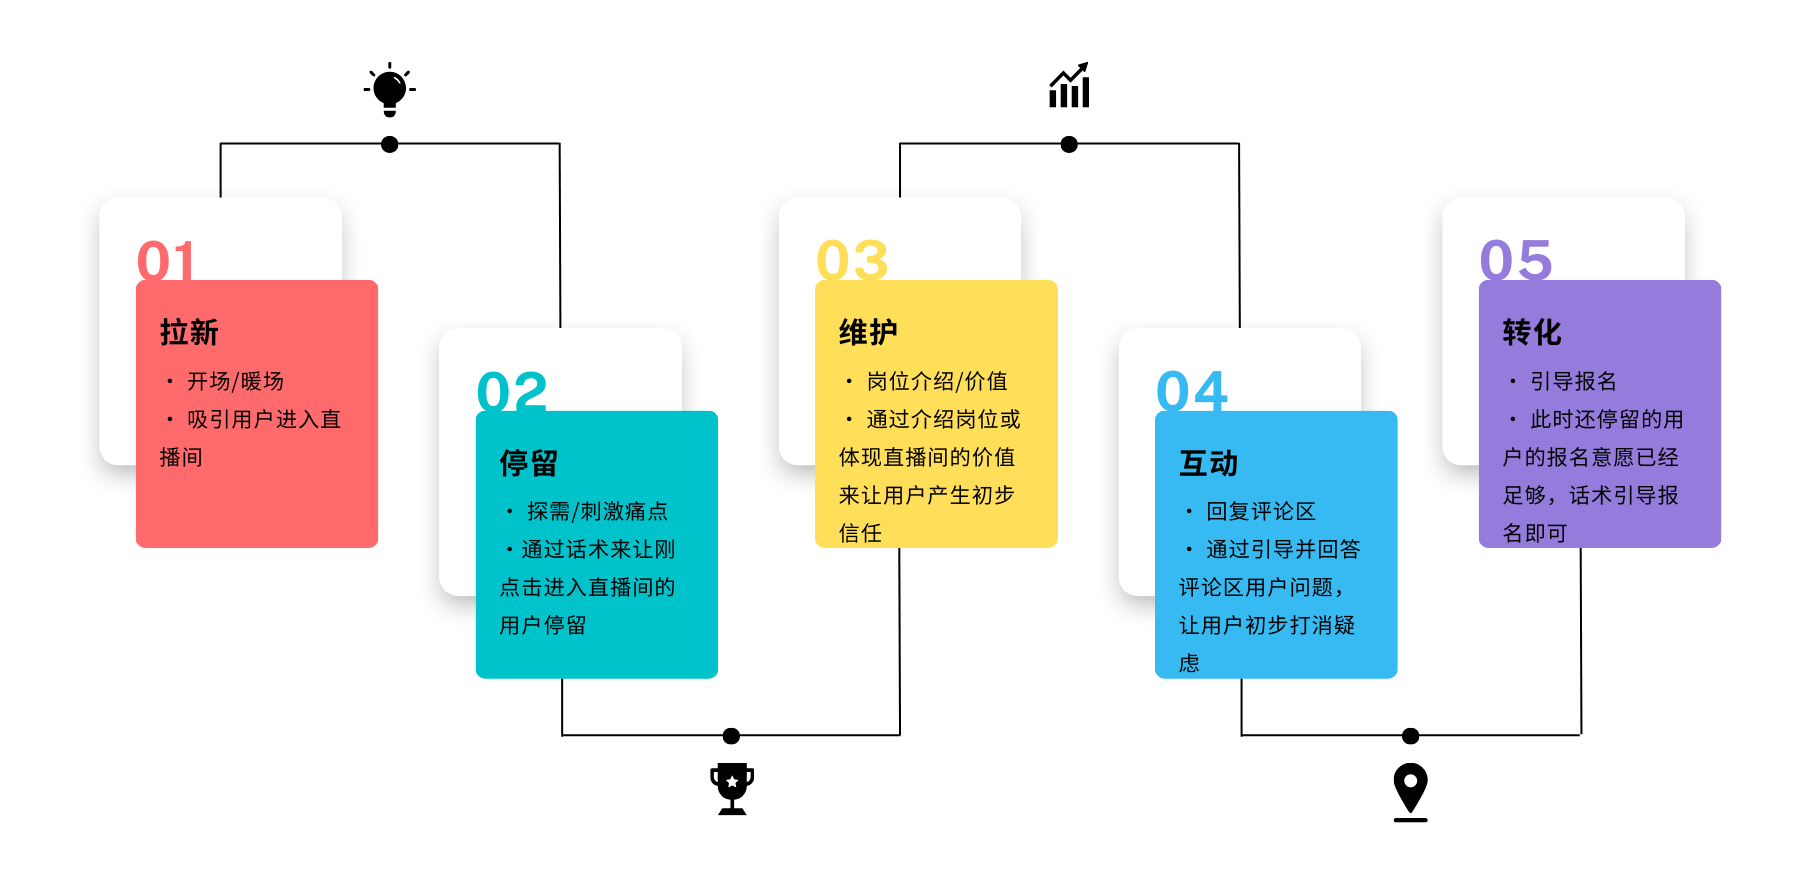 01
拉新
• 开场/暖场
• 吸引用户进入直
播间
02
停留
• 探需/刺激痛点
• 通过话术来让刚
点击进入直播间的
用户停留
03
维护
• 岗位介绍/价值
• 通过介绍岗位或
体现直播间的价值
来让用户产生初步
信任
04
互动
• 回复评论区
• 通过引导并回答
评论区用户问题，
让用户初步打消疑
虑
05
转化
• 引导报名
• 此时还停留的用
户的报名意愿已经
足够，话术引导报
名即可